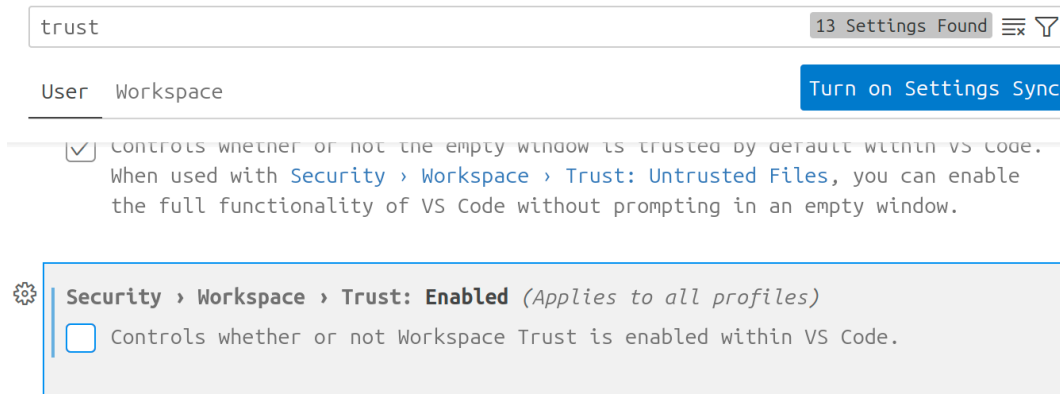 trust
13 Settings Found
User Workspace
Turn on Settings Sync
Controls whether or not the empty window is trusted by default within VS Code.
When used with Security › Workspace › Trust: Untrusted Files, you can enable
the full functionality of VS Code without prompting in an empty window.
Security › Workspace › Trust: Enabled (Applies to all profiles)
Controls whether or not Workspace Trust is enabled within VS Code.